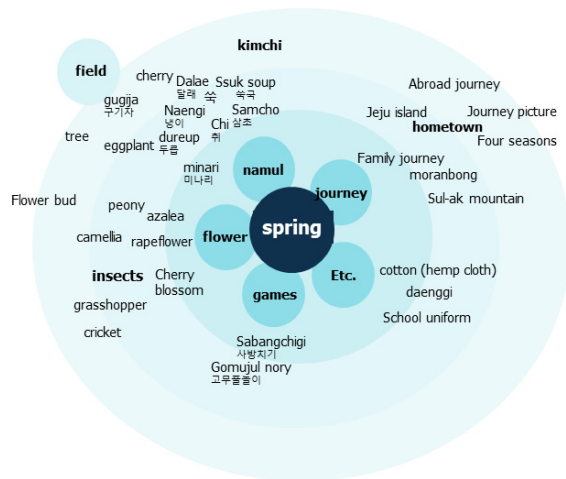 kimchi
field
cherry
Dalae
달래
쑥
Ssuk soup
쑥국
gugija
구기자
Naengi
냉이
Chi
취
Samcho
삼초
tree
eggplant
dureup
두릅
minari
미나리
namul
Abroad journey
Jeju island
Journey picture
hometown
Four seasons
Family journey
moranbong
journey
Sul-ak mountain
Flower bud
peony
azalea
camellia
rapeflower
flower
spring
insects
Cherry
blossom
grasshopper
cricket
games
Etc.
cotton (hemp cloth)
daenggi
School uniform
Sabangchigi
사방치기
Gomujul nory
고무풀돌이